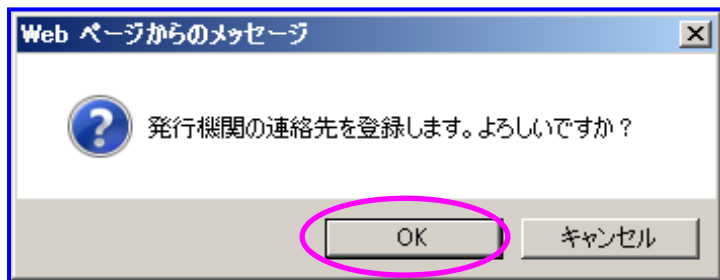 Web ページからのメッセージ
発行機関の連絡先を登録します。よろしいですか？
OK
キャンセル